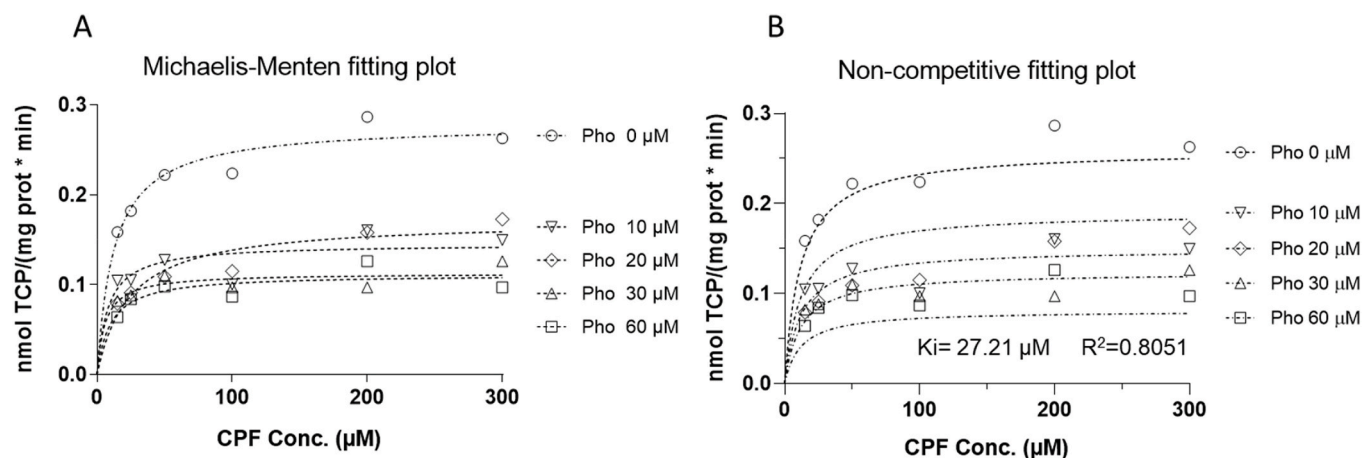 A
Michaelis-Menten fitting plot
nmol TCP/(mg prot * min)
0.3
0.2
0.1
0.0
0
100
200
300
CPF Conc. (µM)
Pho 0 µM
Pho 10 µM
Pho 20 µM
Pho 30 µM
Pho 60 µM
B
Non-competitive fitting plot
nmol TCP/(mg prot * min)
0.3
0.2
0.1
0.0
0
100
200
300
CPF Conc. (µM)
Ki= 27.21 µM R²=0.8051
Pho 0 µM
Pho 10 µM
Pho 20 µM
Pho 30 µM
Pho 60 µM